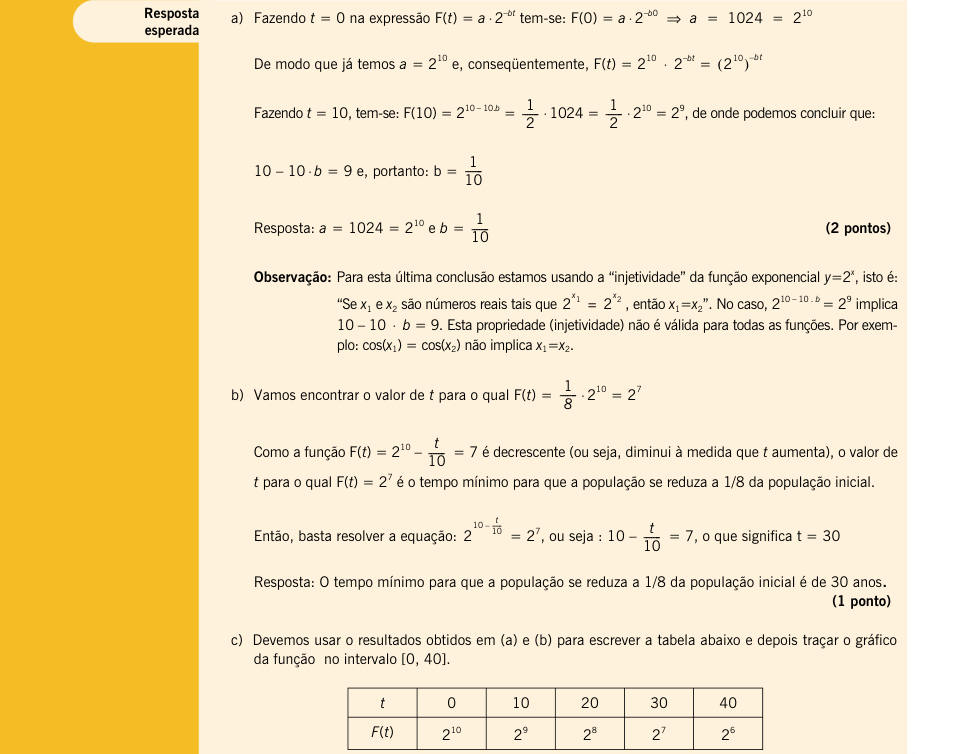 Resposta
esperada
a) Fazendo t = 0 na expressão F(t) = a · 2^–bt tem-se: F(0) = a · 2^–b0 ⇒ a = 1024 = 2^10
De modo que já temos a = 2^10 e, conseqüentemente, F(t) = 2^10 · 2^–bt = (2^10)^–bt
Fazendo t = 10, tem-se: F(10) = 2^10 – 10.b = 1/2 · 1024 = 1/2 · 2^10 = 2^9, de onde podemos concluir que:
10 – 10 · b = 9 e, portanto: b = 1/10
Resposta: a = 1024 = 2^10 e b = 1/10 (2 pontos)
Observação: Para esta última conclusão estamos usando a “injetividade” da função exponencial y=2^x, isto é:
“Se x₁ e x₂ são números reais tais que 2^x₁ = 2^x₂ , então x₁=x₂”. No caso, 2^10 – 10 . b = 2^9 implica
10 – 10 · b = 9. Esta propriedade (injetividade) não é válida para todas as funções. Por exem-
plo: cos(x₁) = cos(x₂) não implica x₁=x₂.
b) Vamos encontrar o valor de t para o qual F(t) = 1/8 · 2^10 = 2^7
Como a função F(t) = 2^10 – t/10 = 7 é decrescente (ou seja, diminui à medida que t aumenta), o valor de
t para o qual F(t) = 2^7 é o tempo mínimo para que a população se reduza a 1/8 da população inicial.
Então, basta resolver a equação: 2^10 – t/10 = 2^7, ou seja : 10 – t/10 = 7, o que significa t = 30
Resposta: O tempo mínimo para que a população se reduza a 1/8 da população inicial é de 30 anos.
(1 ponto)
c) Devemos usar o resultados obtidos em (a) e (b) para escrever a tabela abaixo e depois traçar o gráfico
da função no intervalo [0, 40].
t 0 10 20 30 40
F(t) 2^10 2^9 2^8 2^7 2^6